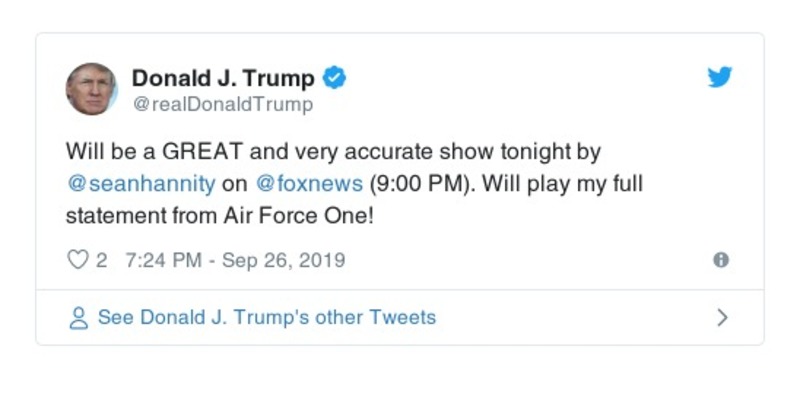 Donald J. Trump
@realDonaldTrump
Will be a GREAT and very accurate show tonight by
@seanhannity on @foxnews (9:00 PM). Will play my full
statement from Air Force One!
2 7:24 PM - Sep 26, 2019
See Donald J. Trump's other Tweets